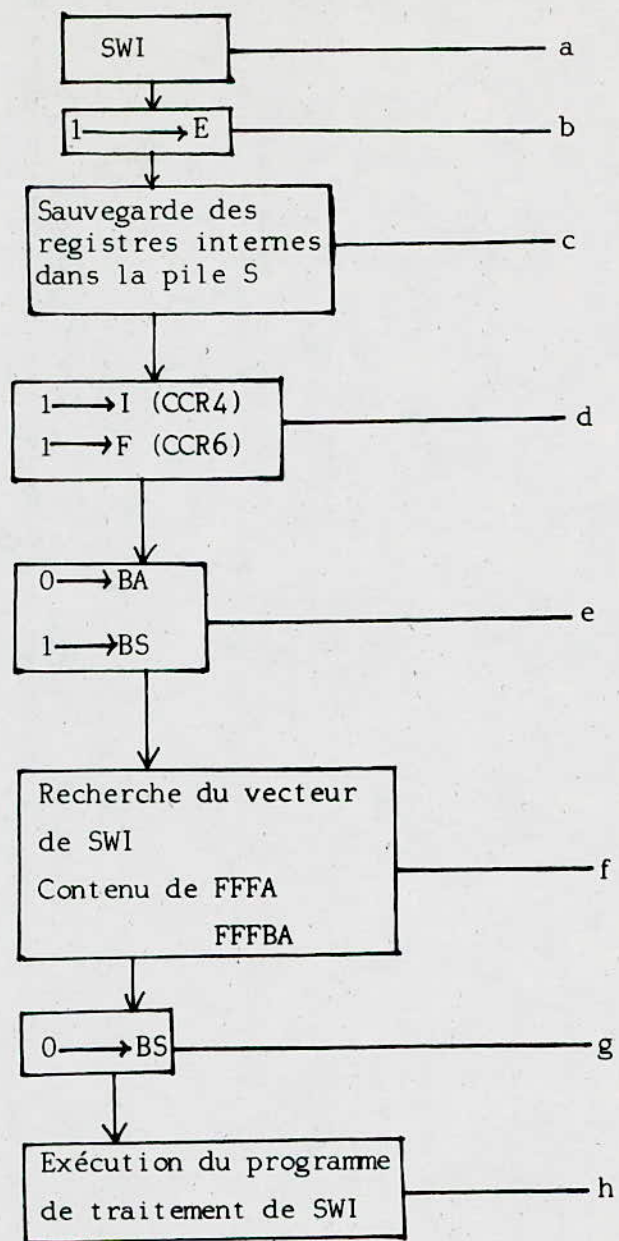 SWI
a
1 → E
b
Sauvegarde des
registres internes
dans la pile S
c
1 → I (CCR4)
1 → F (CCR6)
d
0 → BA
1 → BS
e
Recherche du vecteur
de SWI
Contenu de FFFA
FFFBA
f
0 → BS
g
Exécution du programme
de traitement de SWI
h